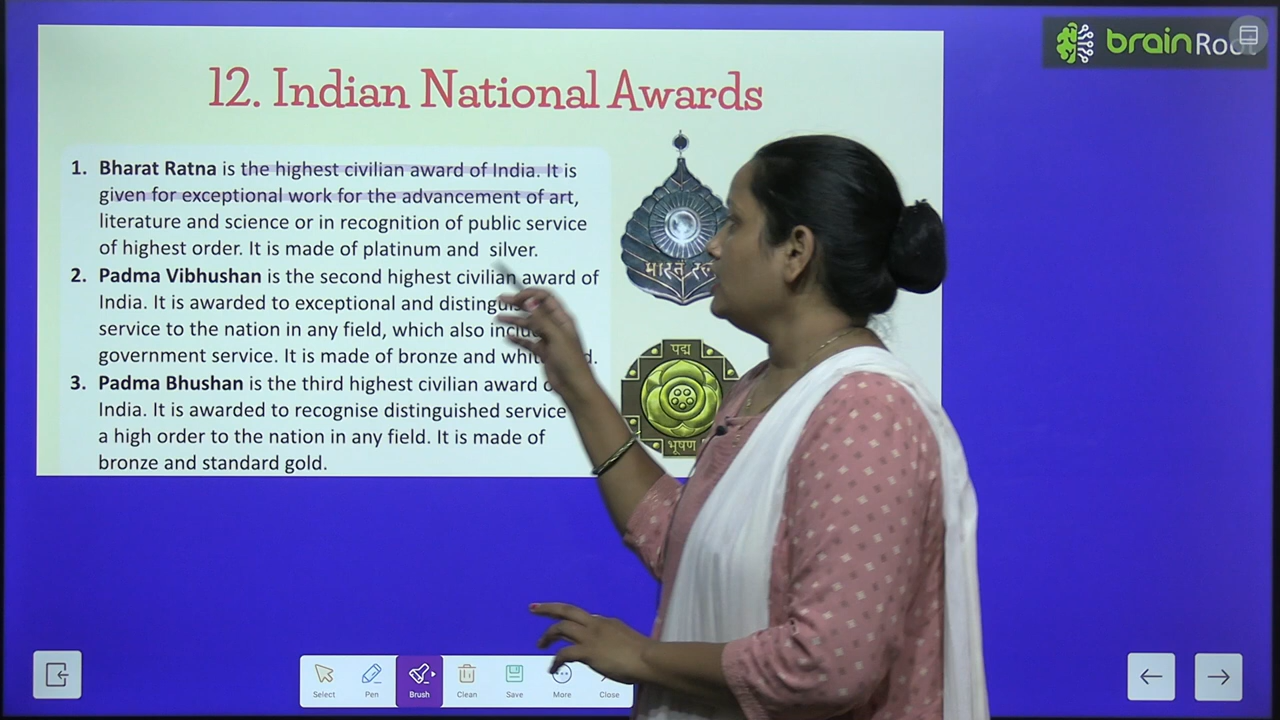 brainRoot
12. Indian National Awards
1. Bharat Ratna is the highest civilian award of India. It is
given for exceptional work for the advancement of art,
literature and science or in recognition of public service
of highest order. It is made of platinum and silver.
2. Padma Vibhushan is the second highest civilian award of
India. It is awarded to exceptional and
service to the nation in any field, which also
government service. It is made of bronze and
3. Padma Bhushan is the third highest civilian award
India. It is awarded to recognise distinguished service
a high order to the nation in any field. It is made of
bronze and standard gold.
भारत
पद्म
भूषण
Select Pen Brush Clean Save More Close